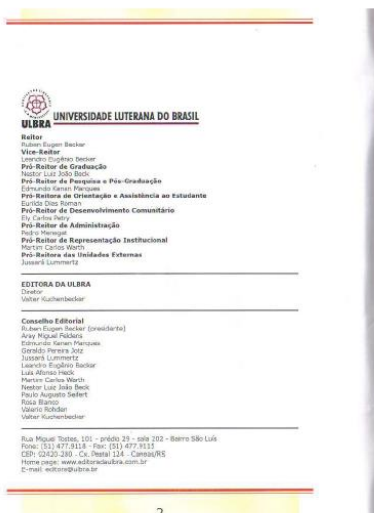 ULBRA
UNIVERSIDADE LUTERANA DO BRASIL
Reitor
Ruben Eugen Becker
Vice-Reitor
Leandro Eugênio Becker
Pró-Reitor de Graduação
Nestor Luiz João Beck
Pró-Reitor de Pesquisa e Pós-Graduação
Edmundo Kanan Marques
Pró-Reitora de Orientação e Assistência ao Estudante
Eurilda Dias Roman
Pró-Reitor de Desenvolvimento Comunitário
Ely Carlos Petry
Pró-Reitor de Administração
Pedro Menegat
Pró-Reitor de Representação Institucional
Martim Carlos Warth
Pró-Reitora das Unidades Externas
Jussará Lummertz
EDITORA DA ULBRA
Diretor
Valter Kuchenbecker
Conselho Editorial
Ruben Eugen Becker (presidente)
Aray Miguel Feldens
Edmundo Kanan Marques
Geraldo Pereira Jotz
Jussará Lummertz
Leandro Eugênio Becker
Luis Afonso Heck
Martim Carlos Warth
Nestor Luiz João Beck
Paulo Augusto Seifert
Rosa Blanco
Valerio Rohden
Valter Kuchenbecker
Rua Miguel Tostes, 101 - prédio 29 - sala 202 - Bairro São Luís
Fone: (51) 477.9118 - Fax: (51) 477.9115
CEP: 92420-280 - Cx. Postal 124 - Canoas/RS
Home page: www.editoradaulbra.com.br
E-mail: editora@ulbra.br
2